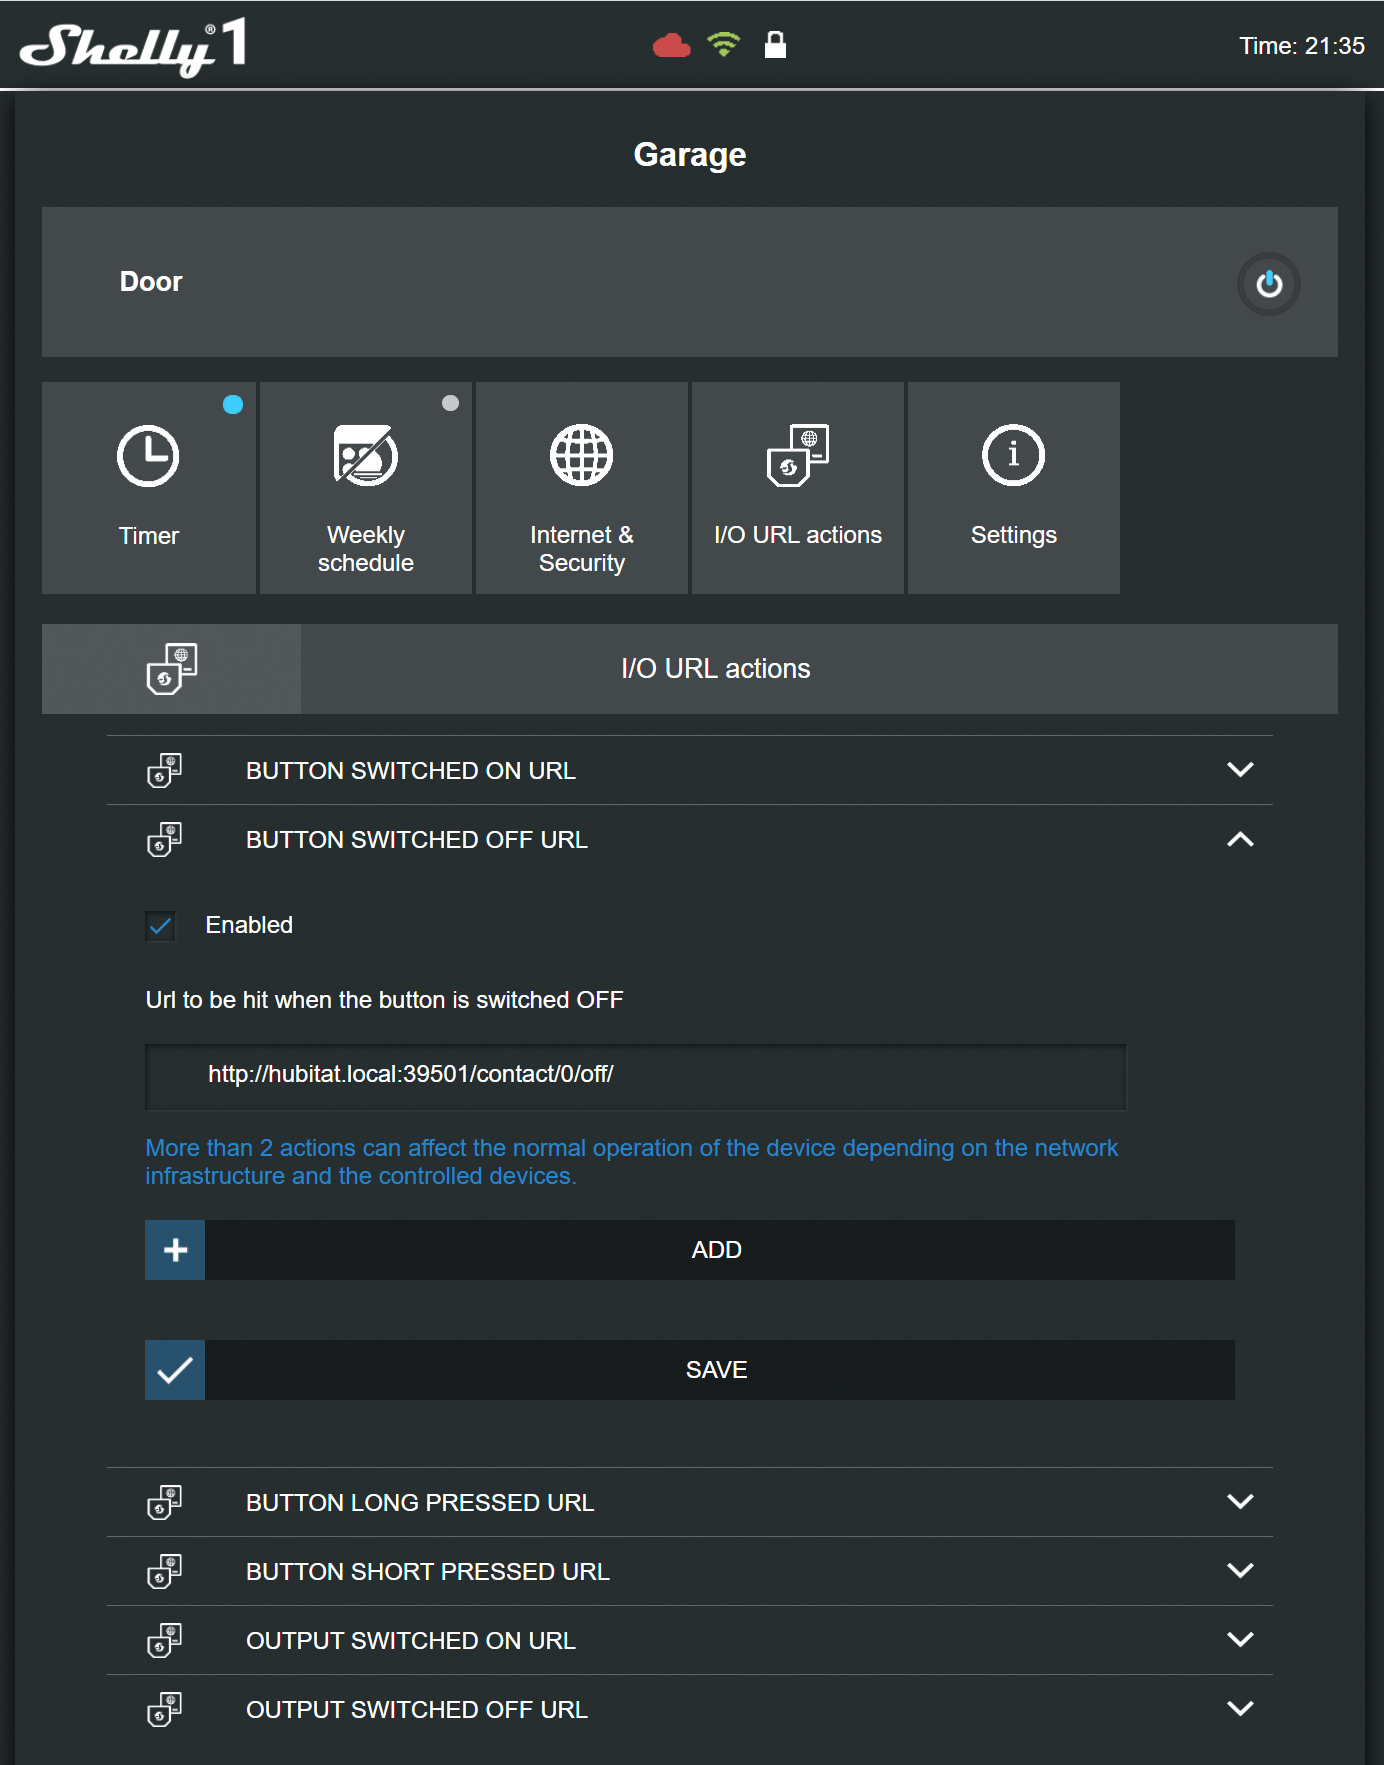 Shelly®1
Time: 21:35
Garage
Door
Timer
Weekly
schedule
Internet &
Security
I/O URL actions
i
Settings
I/O URL actions
BUTTON SWITCHED ON URL
BUTTON SWITCHED OFF URL
Enabled
Url to be hit when the button is switched OFF
http://hubitat.local:39501/contact/0/off/
More than 2 actions can affect the normal operation of the device depending on the network
infrastructure and the controlled devices.
ADD
SAVE
BUTTON LONG PRESSED URL
BUTTON SHORT PRESSED URL
OUTPUT SWITCHED ON URL
OUTPUT SWITCHED OFF URL